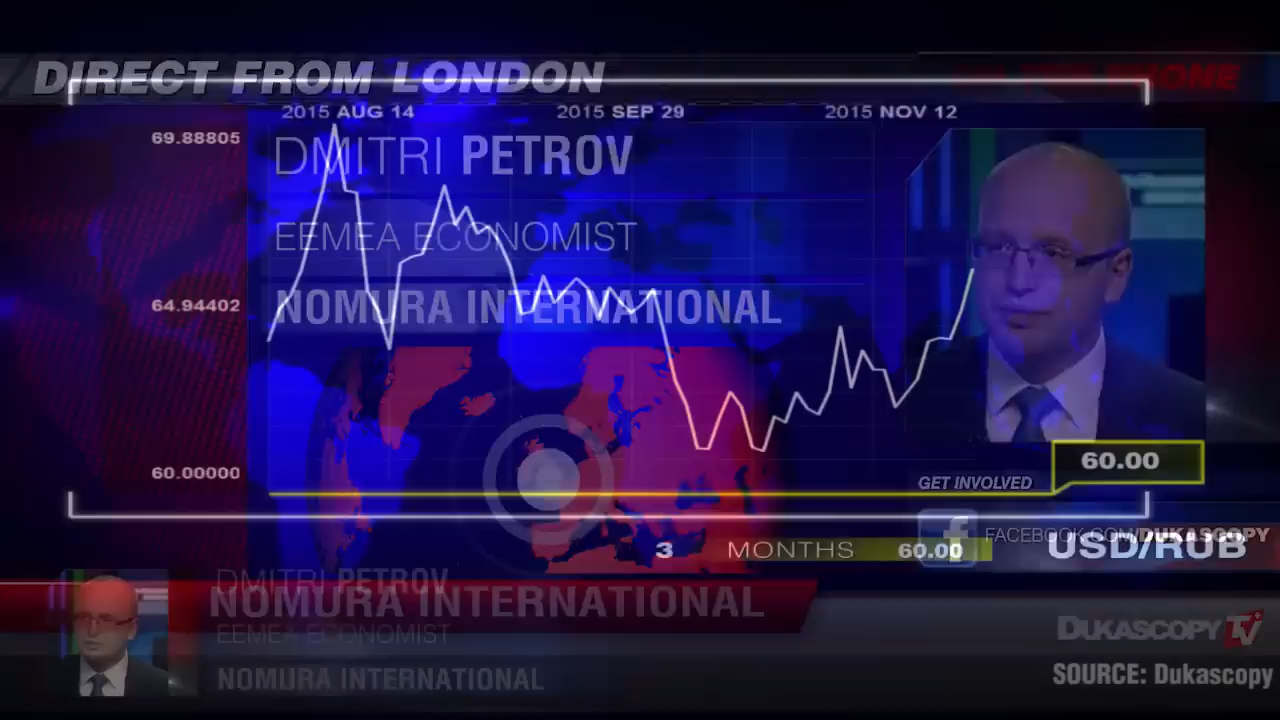 DIRECT FROM LONDON
PHONE
2015 AUG 14
2015 SEP 29
2015 NOV 12
69.88805
DMITRI PETROV
EEMEA ECONOMIST
64.94402
NOMURA INTERNATIONAL
60.00000
60.00
GET INVOLVED
FACEBOOK.COM/DUKASCOPY
3 MONTHS 60.00
USD/RUB
DMITRI PETROV
NOMURA INTERNATIONAL
EEMEA ECONOMIST
NOMURA INTERNATIONAL
DUKASCOPY TV
SOURCE: Dukascopy